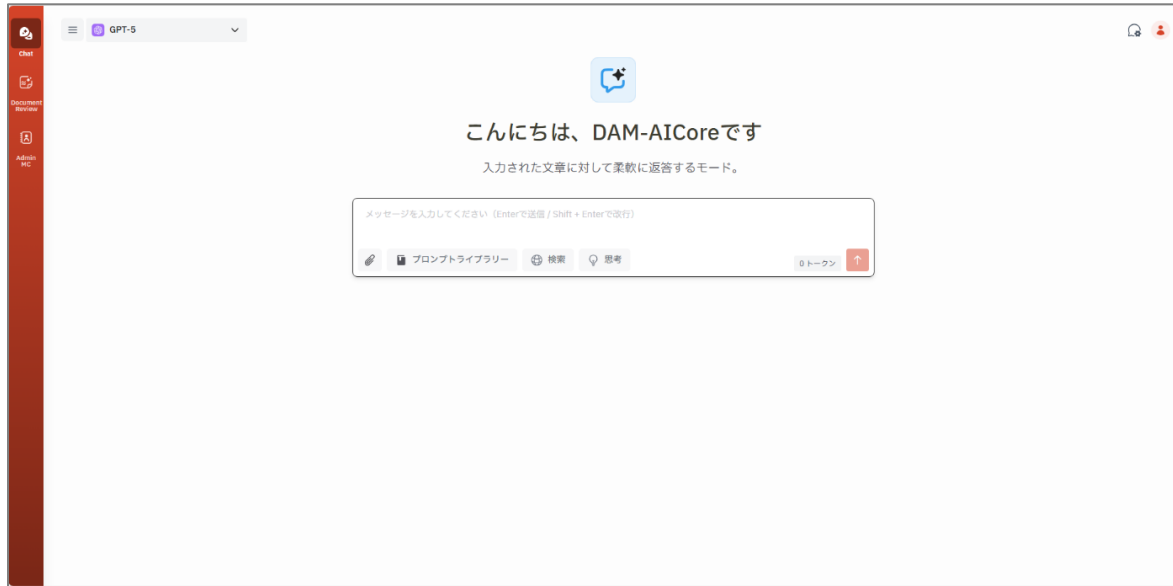 Chat
Document
Review
Admin
MC
GPT-5
こんにちは、DAM-AICoreです
入力された文章に対して柔軟に返答するモード。
メッセージを入力してください（Enterで送信 / Shift + Enterで改行）
プロンプトライブラリー 検索 思考 0 トークン